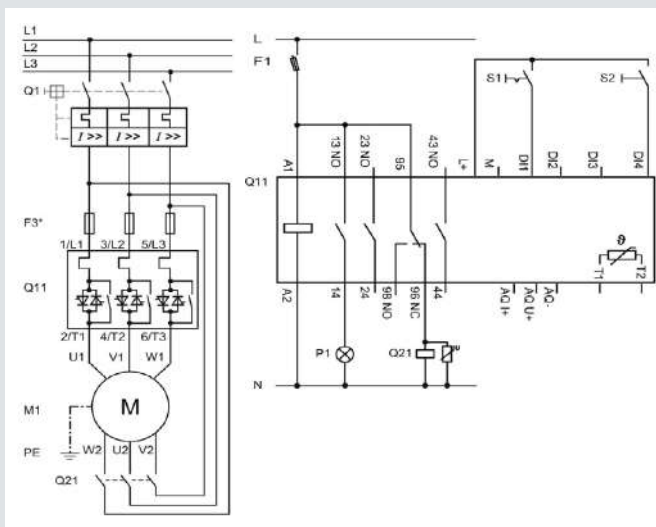 L1
L2
L3
Q1
I >> I >> I >>
F3*
1/L1 3/L2 5/L3
Q11
2/T1 4/T2 6/T3
U1 V1 W1
M1
M
PE
W2 U2 V2
Q21
L
F1
S1
S2
A1
13 NO
23 NO
95
43 NO
L+
M
DI1
DI2
DI3
DI4
Q11
ϑ
T1
T2
A2
14
24
98 NO
96 NC
44
AQ I+
AQ U+
AQ-
P1
Q21
U
N